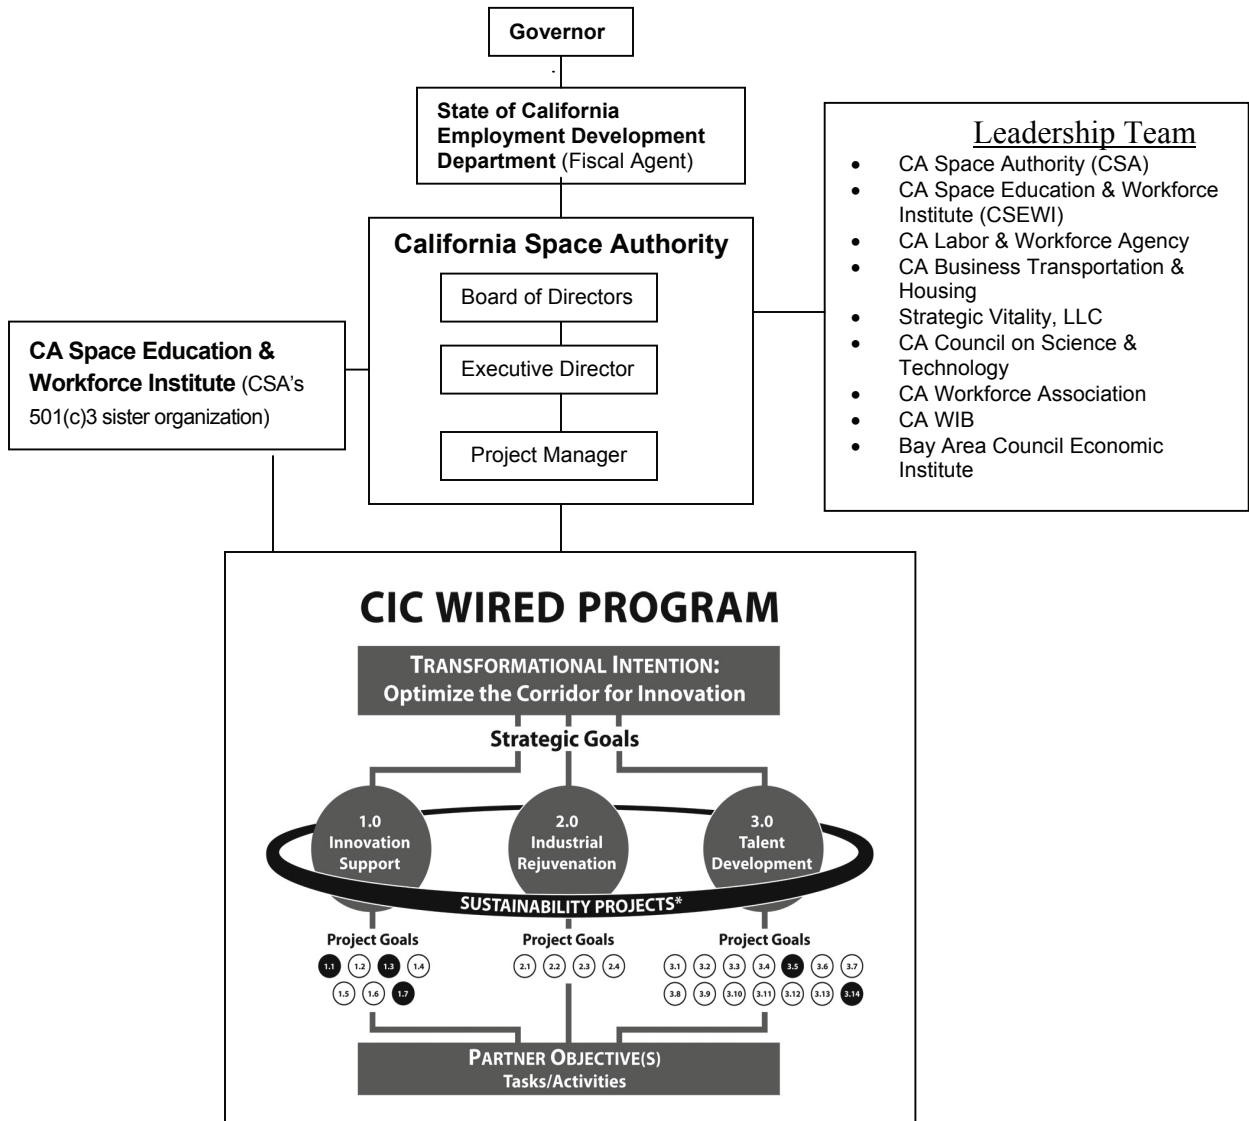 Governor
State of California
Employment Development
Department (Fiscal Agent)
Leadership Team
• CA Space Authority (CSA)
• CA Space Education & Workforce
Institute (CSEWI)
• CA Labor & Workforce Agency
• CA Business Transportation &
Housing
• Strategic Vitality, LLC
• CA Council on Science &
Technology
• CA Workforce Association
• CA WIB
• Bay Area Council Economic
Institute
California Space Authority
Board of Directors
Executive Director
Project Manager
CA Space Education &
Workforce Institute (CSA's
501(c)3 sister organization)
CIC WIRED PROGRAM
TRANSFORMATIONAL INTENTION:
Optimize the Corridor for Innovation
Strategic Goals
1.0
Innovation
Support
2.0
Industrial
Rejuvenation
3.0
Talent
Development
SUSTAINABILITY PROJECTS*
Project Goals
1.1 1.2 1.3 1.4
1.5 1.6 1.7
Project Goals
2.1 2.2 2.3 2.4
Project Goals
3.1 3.2 3.3 3.4 3.5 3.6 3.7
3.8 3.9 3.10 3.11 3.12 3.13 3.14
PARTNER OBJECTIVE(S)
Tasks/Activities